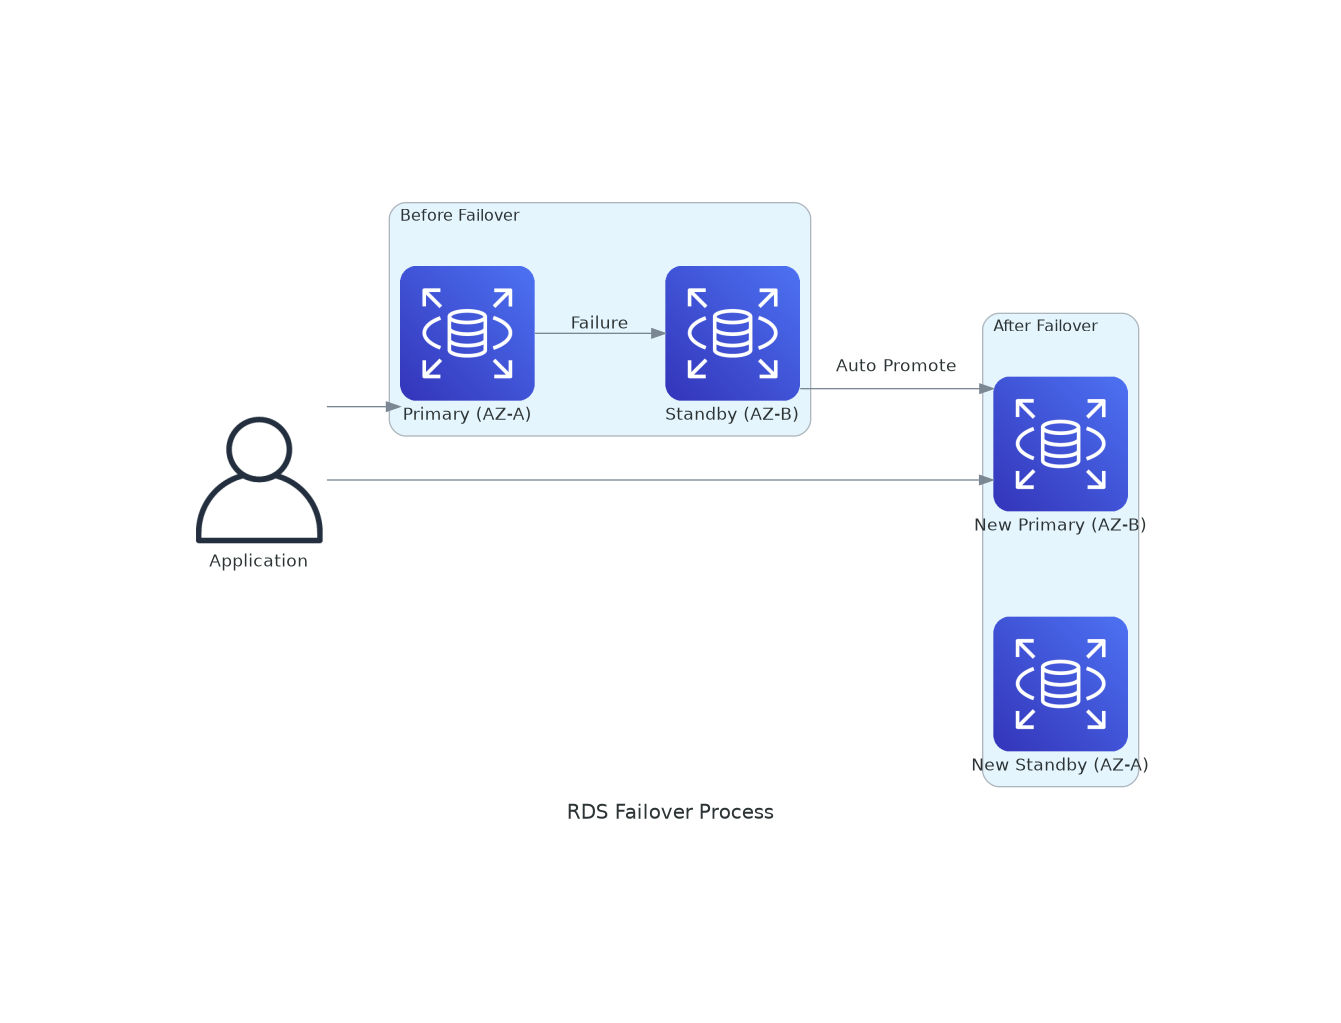 Before Failover
Failure
Primary (AZ-A)
Standby (AZ-B)
Auto Promote
After Failover
New Primary (AZ-B)
New Standby (AZ-A)
Application
RDS Failover Process